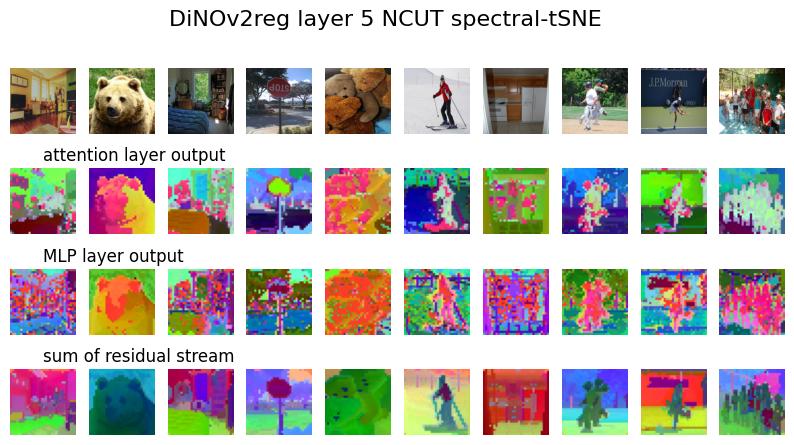 DiNOv2reg layer 5 NCUT spectral-tSNE
STOP
J.P.Morgan
attention layer output
MLP layer output
sum of residual stream